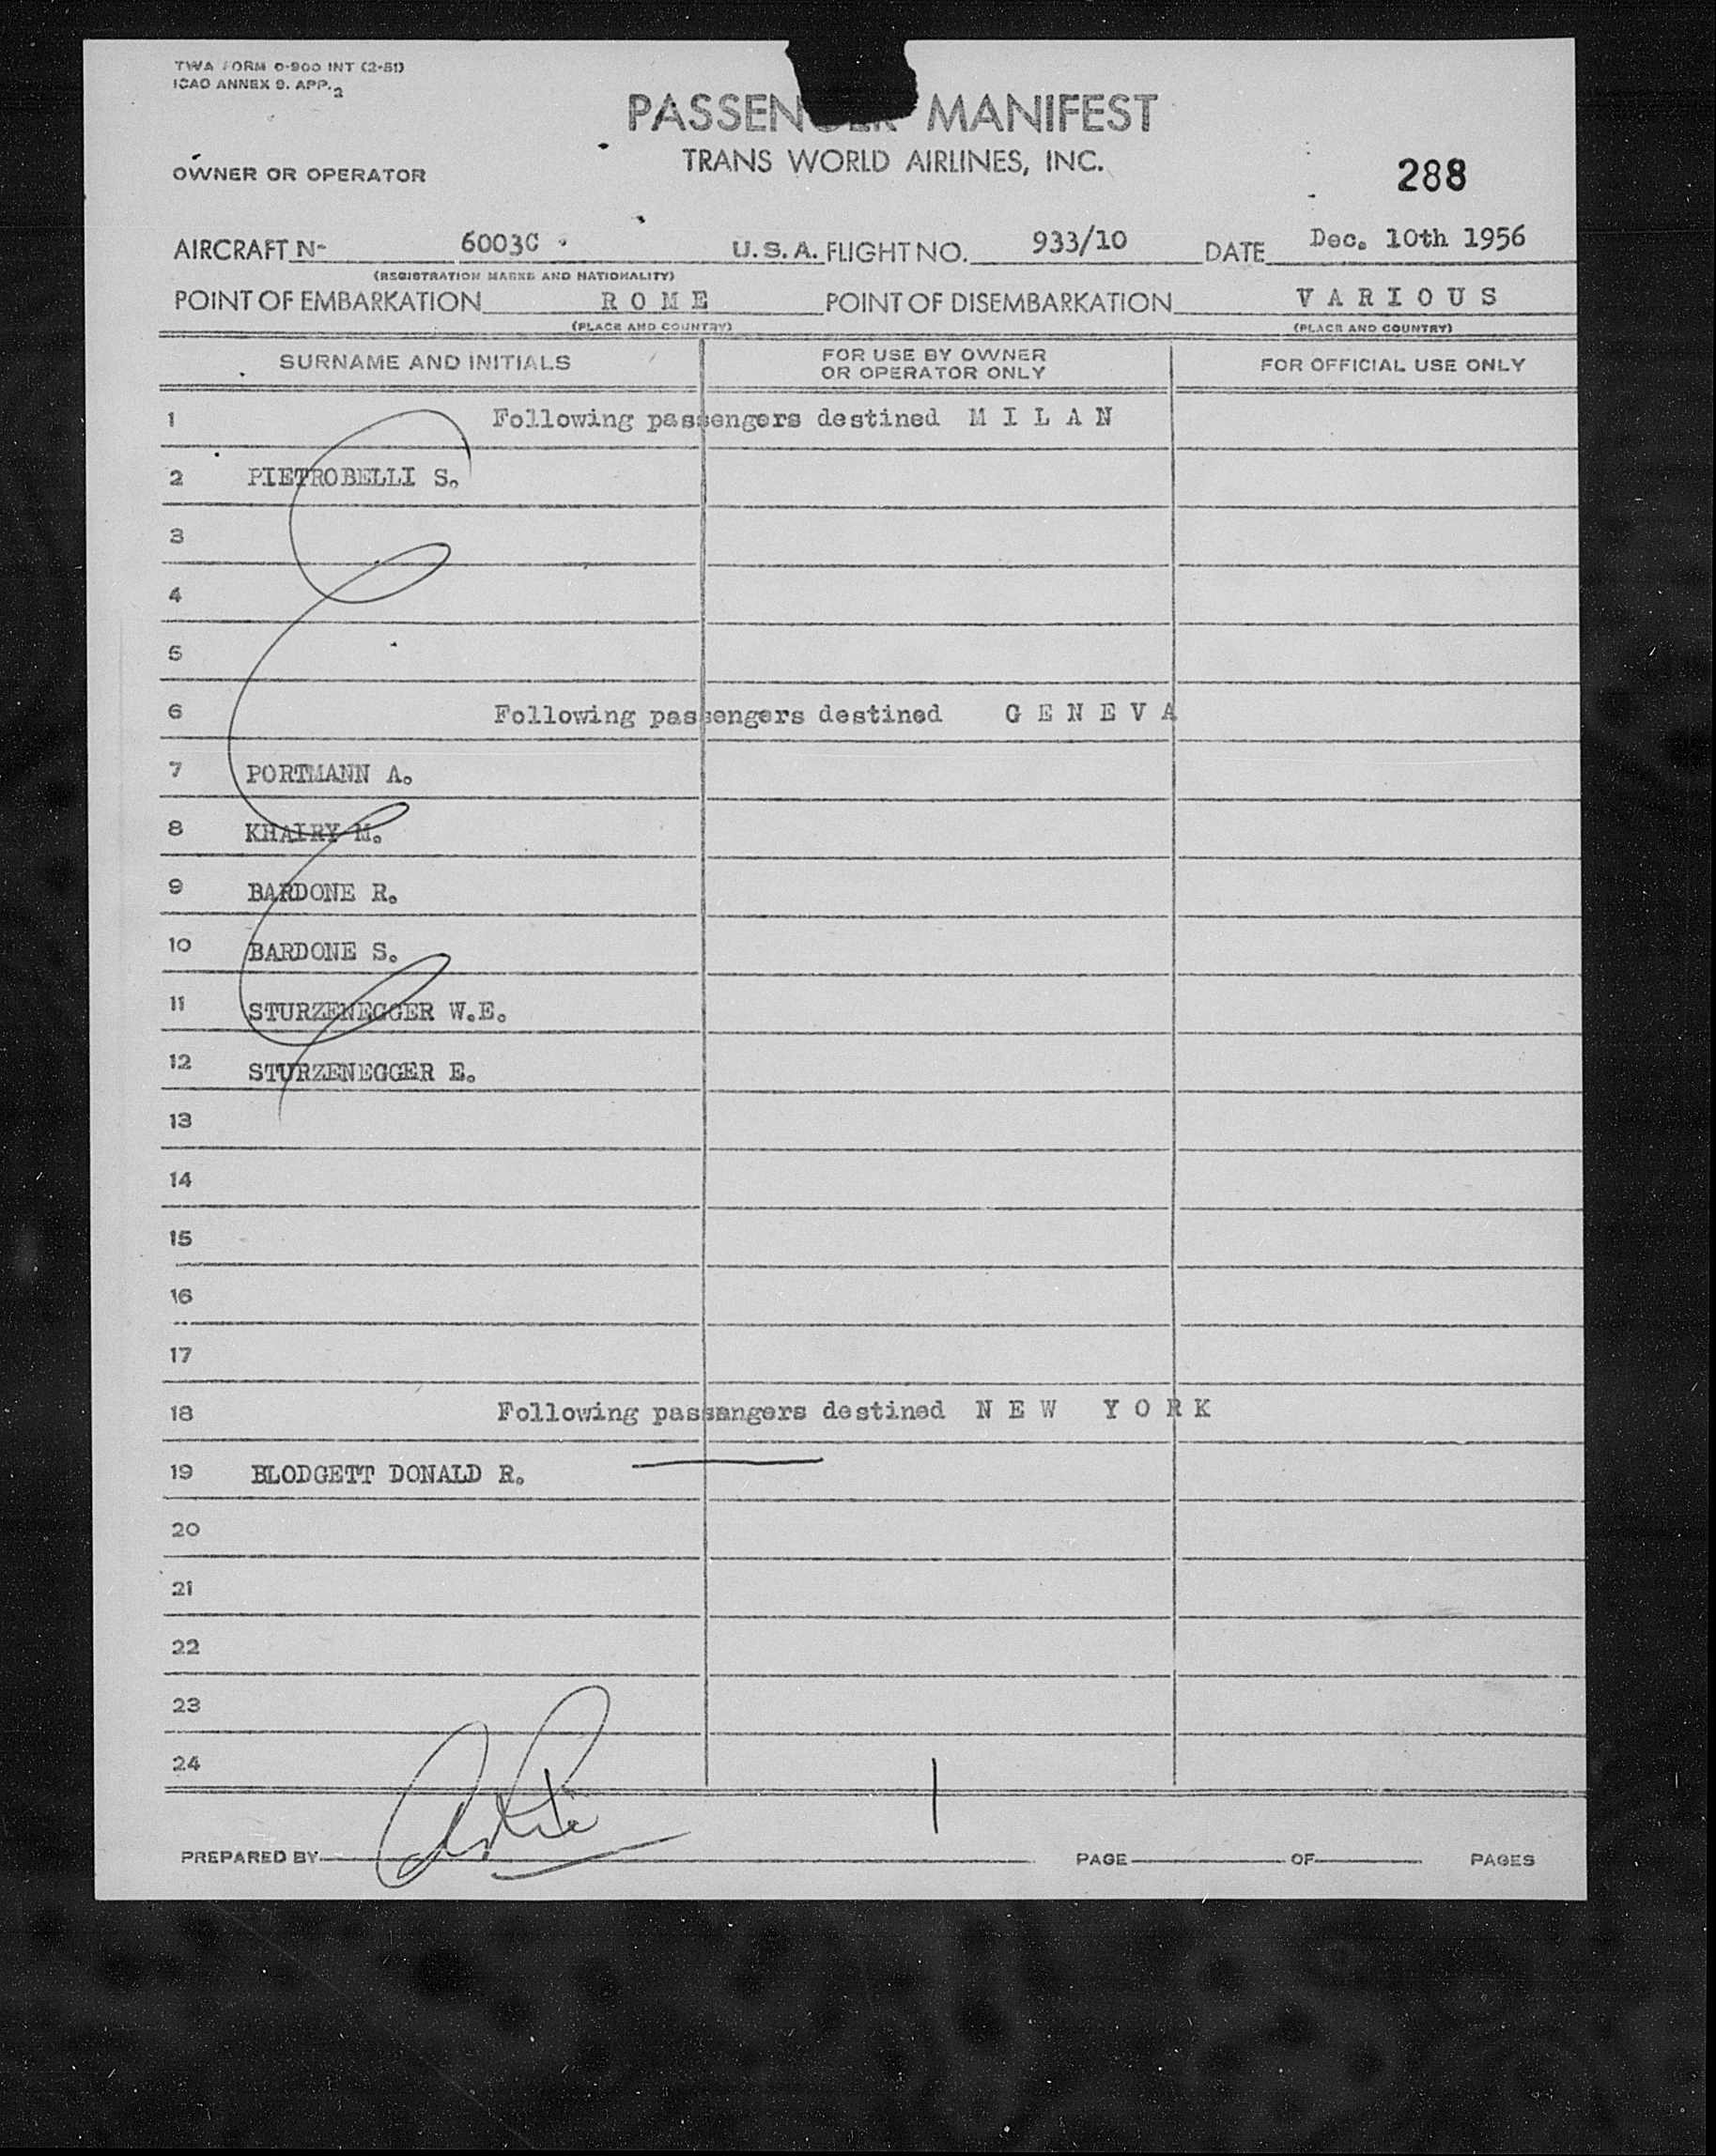 TWA FORM O-900 INT (2-51)
ICAO ANNEX 9. APP. 2
PASSENGER MANIFEST
TRANS WORLD AIRLINES, INC.
OWNER OR OPERATOR
288
AIRCRAFT N- 6003C U.S.A. FLIGHT NO. 933/10 DATE Dec. 10th 1956
(REGISTRATION MARKS AND NATIONALITY)
POINT OF EMBARKATION R O M E POINT OF DISEMBARKATION V A R I O U S
(PLACE AND COUNTRY) (PLACE AND COUNTRY)
SURNAME AND INITIALS FOR USE BY OWNER OR OPERATOR ONLY FOR OFFICIAL USE ONLY
1 Following passengers destined M I L A N
2 PIETROBELLI S.
3
4
5
6 Following passengers destined G E N E V A
7 PORTMANN A.
8 KHAIRY M.
9 BARDONE R.
10 BARDONE S.
11 STURZENEGGER W.E.
12 STURZENEGGER E.
13
14
15
16
17
18 Following passangers destined N E W Y O R K
19 BLODGETT DONALD R.
20
21
22
23
24
PREPARED BY PAGE OF PAGES